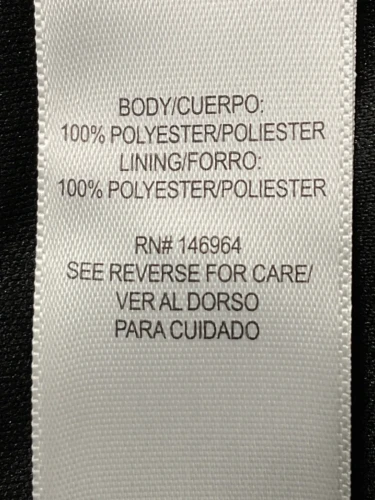 BODY/CUERPO:
100% POLYESTER/POLIESTER
LINING/FORRO:
100% POLYESTER/POLIESTER
RN# 146964
SEE REVERSE FOR CARE/
VER AL DORSO
PARA CUIDADO